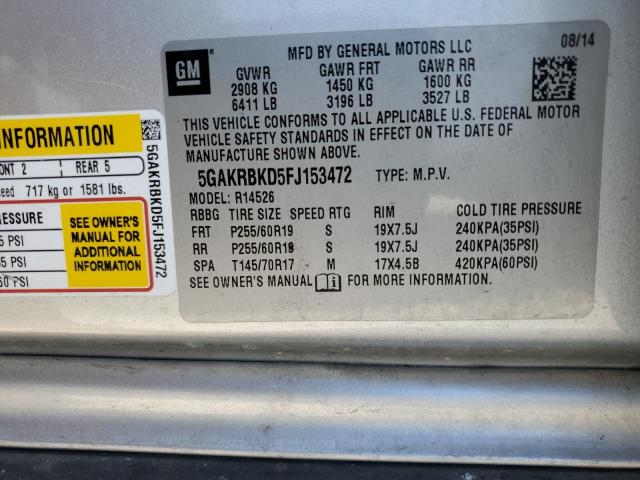 GM
MFD BY GENERAL MOTORS LLC
08/14
GVWR GAWR FRT GAWR RR
2908 KG 1450 KG 1600 KG
6411 LB 3196 LB 3527 LB
THIS VEHICLE CONFORMS TO ALL APPLICABLE U.S. FEDERAL MOTOR
VEHICLE SAFETY STANDARDS IN EFFECT ON THE DATE OF
MANUFACTURE SHOWN ABOVE.
5GAKRBKD5FJ153472 TYPE: M.P.V.
MODEL: R14526
RBBG TIRE SIZE SPEED RTG RIM COLD TIRE PRESSURE
FRT P255/60R19 S 19X7.5J 240KPA(35PSI)
RR P255/60R19 S 19X7.5J 240KPA(35PSI)
SPA T145/70R17 M 17X4.5B 420KPA(60PSI)
SEE OWNER'S MANUAL FOR MORE INFORMATION.
INFORMATION
2 REAR 5
717 kg or 1581 lbs.
SEE OWNER'S
MANUAL FOR
ADDITIONAL
INFORMATION
PSI
PSI
PSI
5GAKRBKD5FJ153472